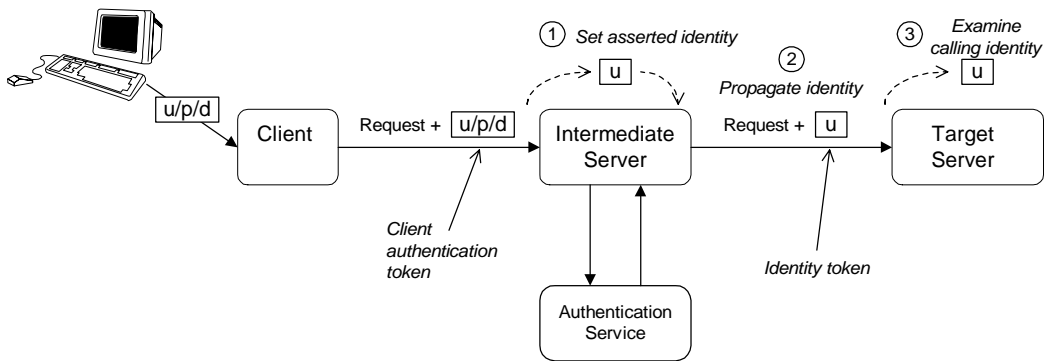 u/p/d
Client
Request + u/p/d
Client
authentication
token
1 Set asserted identity
u
Intermediate
Server
Authentication
Service
2
Propagate identity
Request + u
Identity token
3 Examine
calling identity
u
Target
Server